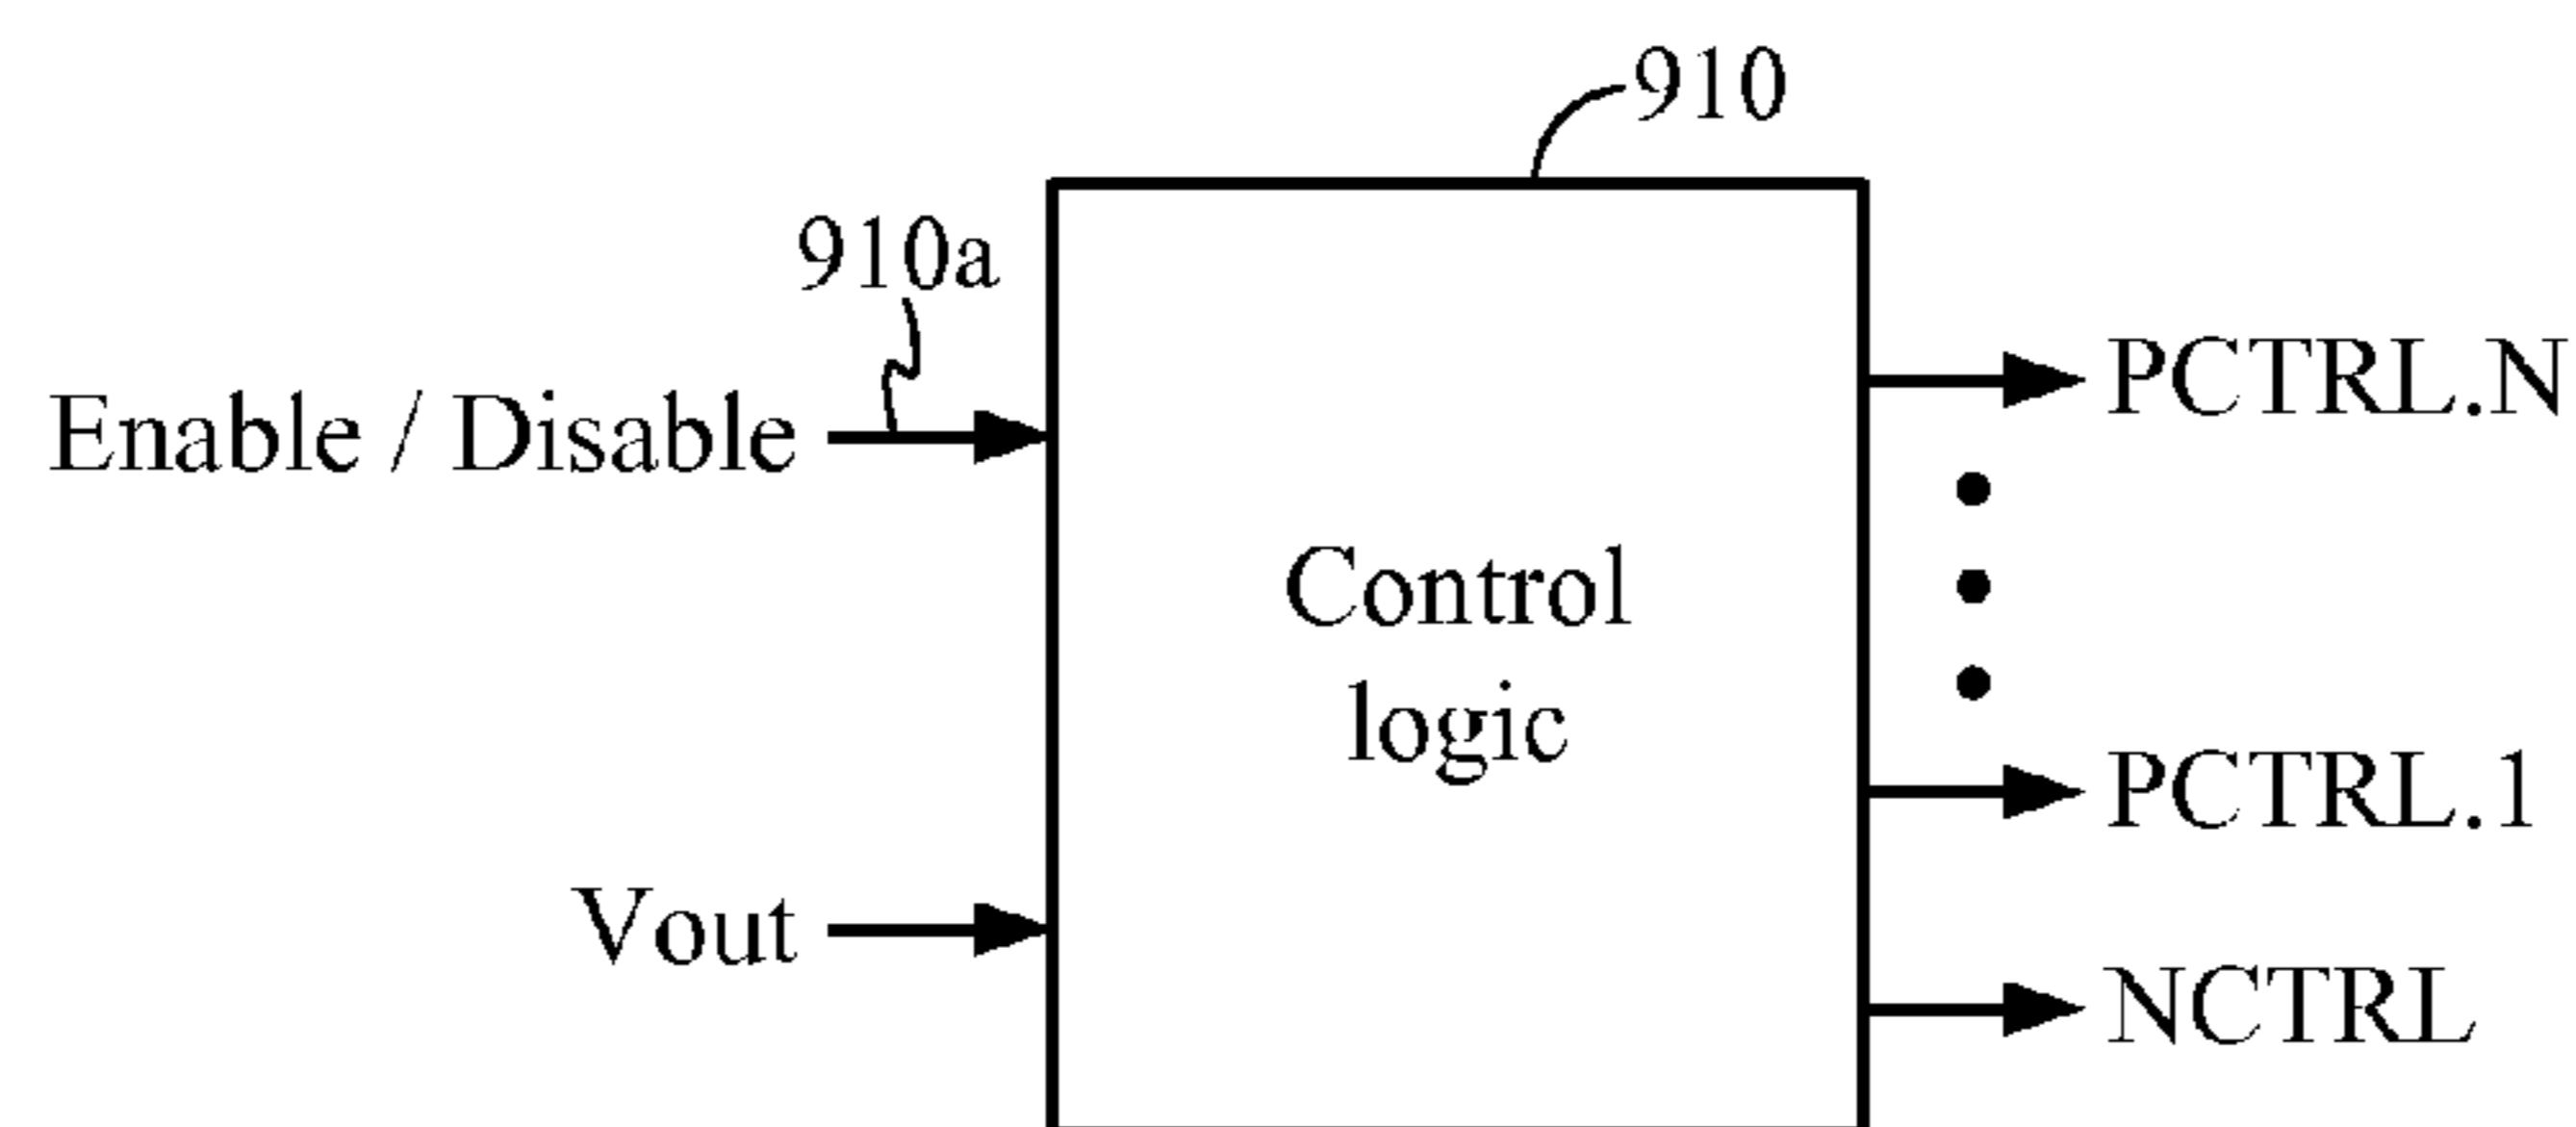 910
910a
Enable / Disable
PCTRL.N
Control
logic
PCTRL.1
Vout
NCTRL